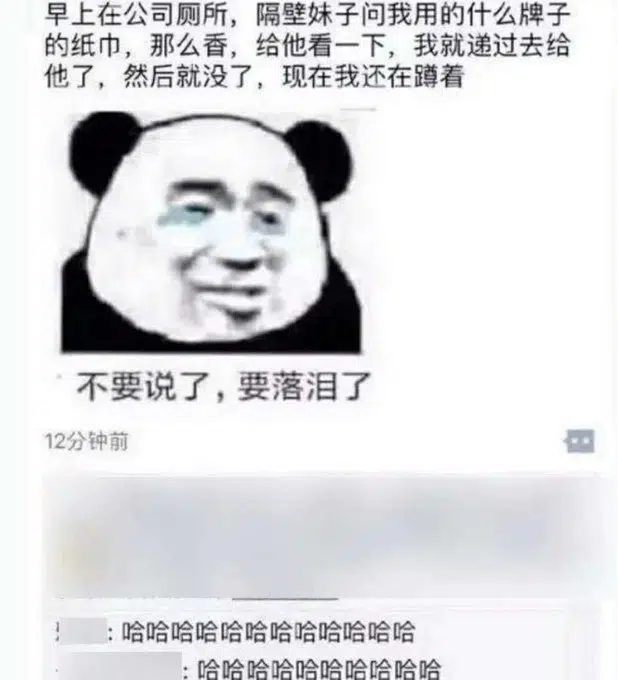 早上在公司厕所，隔壁妹子问我用的什么牌子
的纸巾，那么香，给他看一下，我就递过去给
他了，然后就没了，现在我还在蹲着
不要说了，要落泪了
12分钟前
: 哈哈哈哈哈哈哈哈哈哈哈哈
: 哈哈哈哈哈哈哈哈哈哈